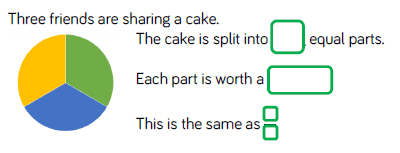 Three friends are sharing a cake.
The cake is split into , equal parts.
Each part is worth a
This is the same as